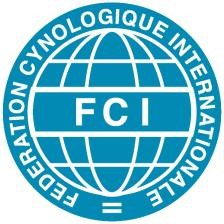 FEDERATION CYNOLOGIQUE INTERNATIONALE
FCI